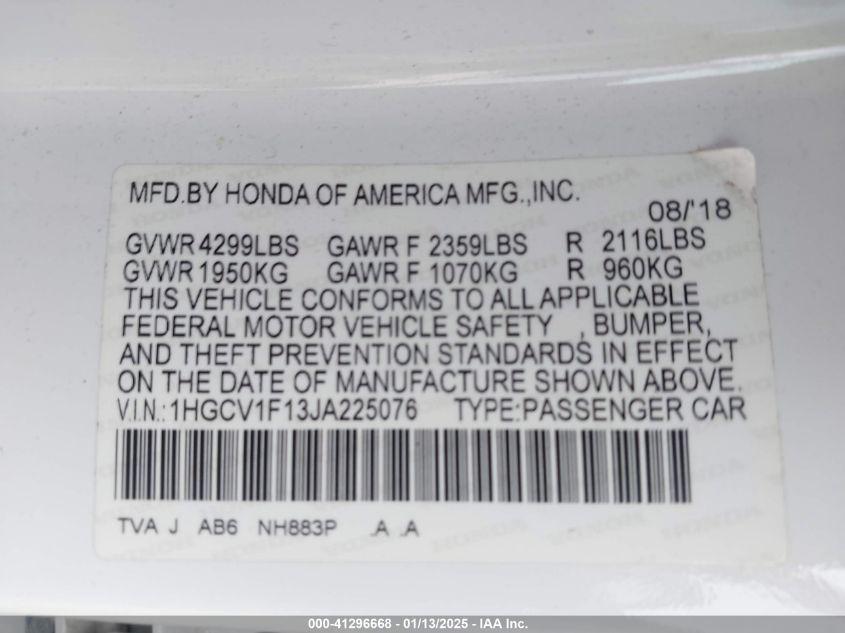 MFD.BY HONDA OF AMERICA MFG.,INC.
08/'18
GVWR 4299LBS GAWR F 2359LBS R 2116LBS
GVWR 1950KG GAWR F 1070KG R 960KG
THIS VEHICLE CONFORMS TO ALL APPLICABLE
FEDERAL MOTOR VEHICLE SAFETY , BUMPER,
AND THEFT PREVENTION STANDARDS IN EFFECT
ON THE DATE OF MANUFACTURE SHOWN ABOVE.
V.I.N.:1HGCV1F13JA225076 TYPE:PASSENGER CAR
TVA J AB6 NH883P .A .A
000-41296668 - 01/13/2025 - IAA Inc.